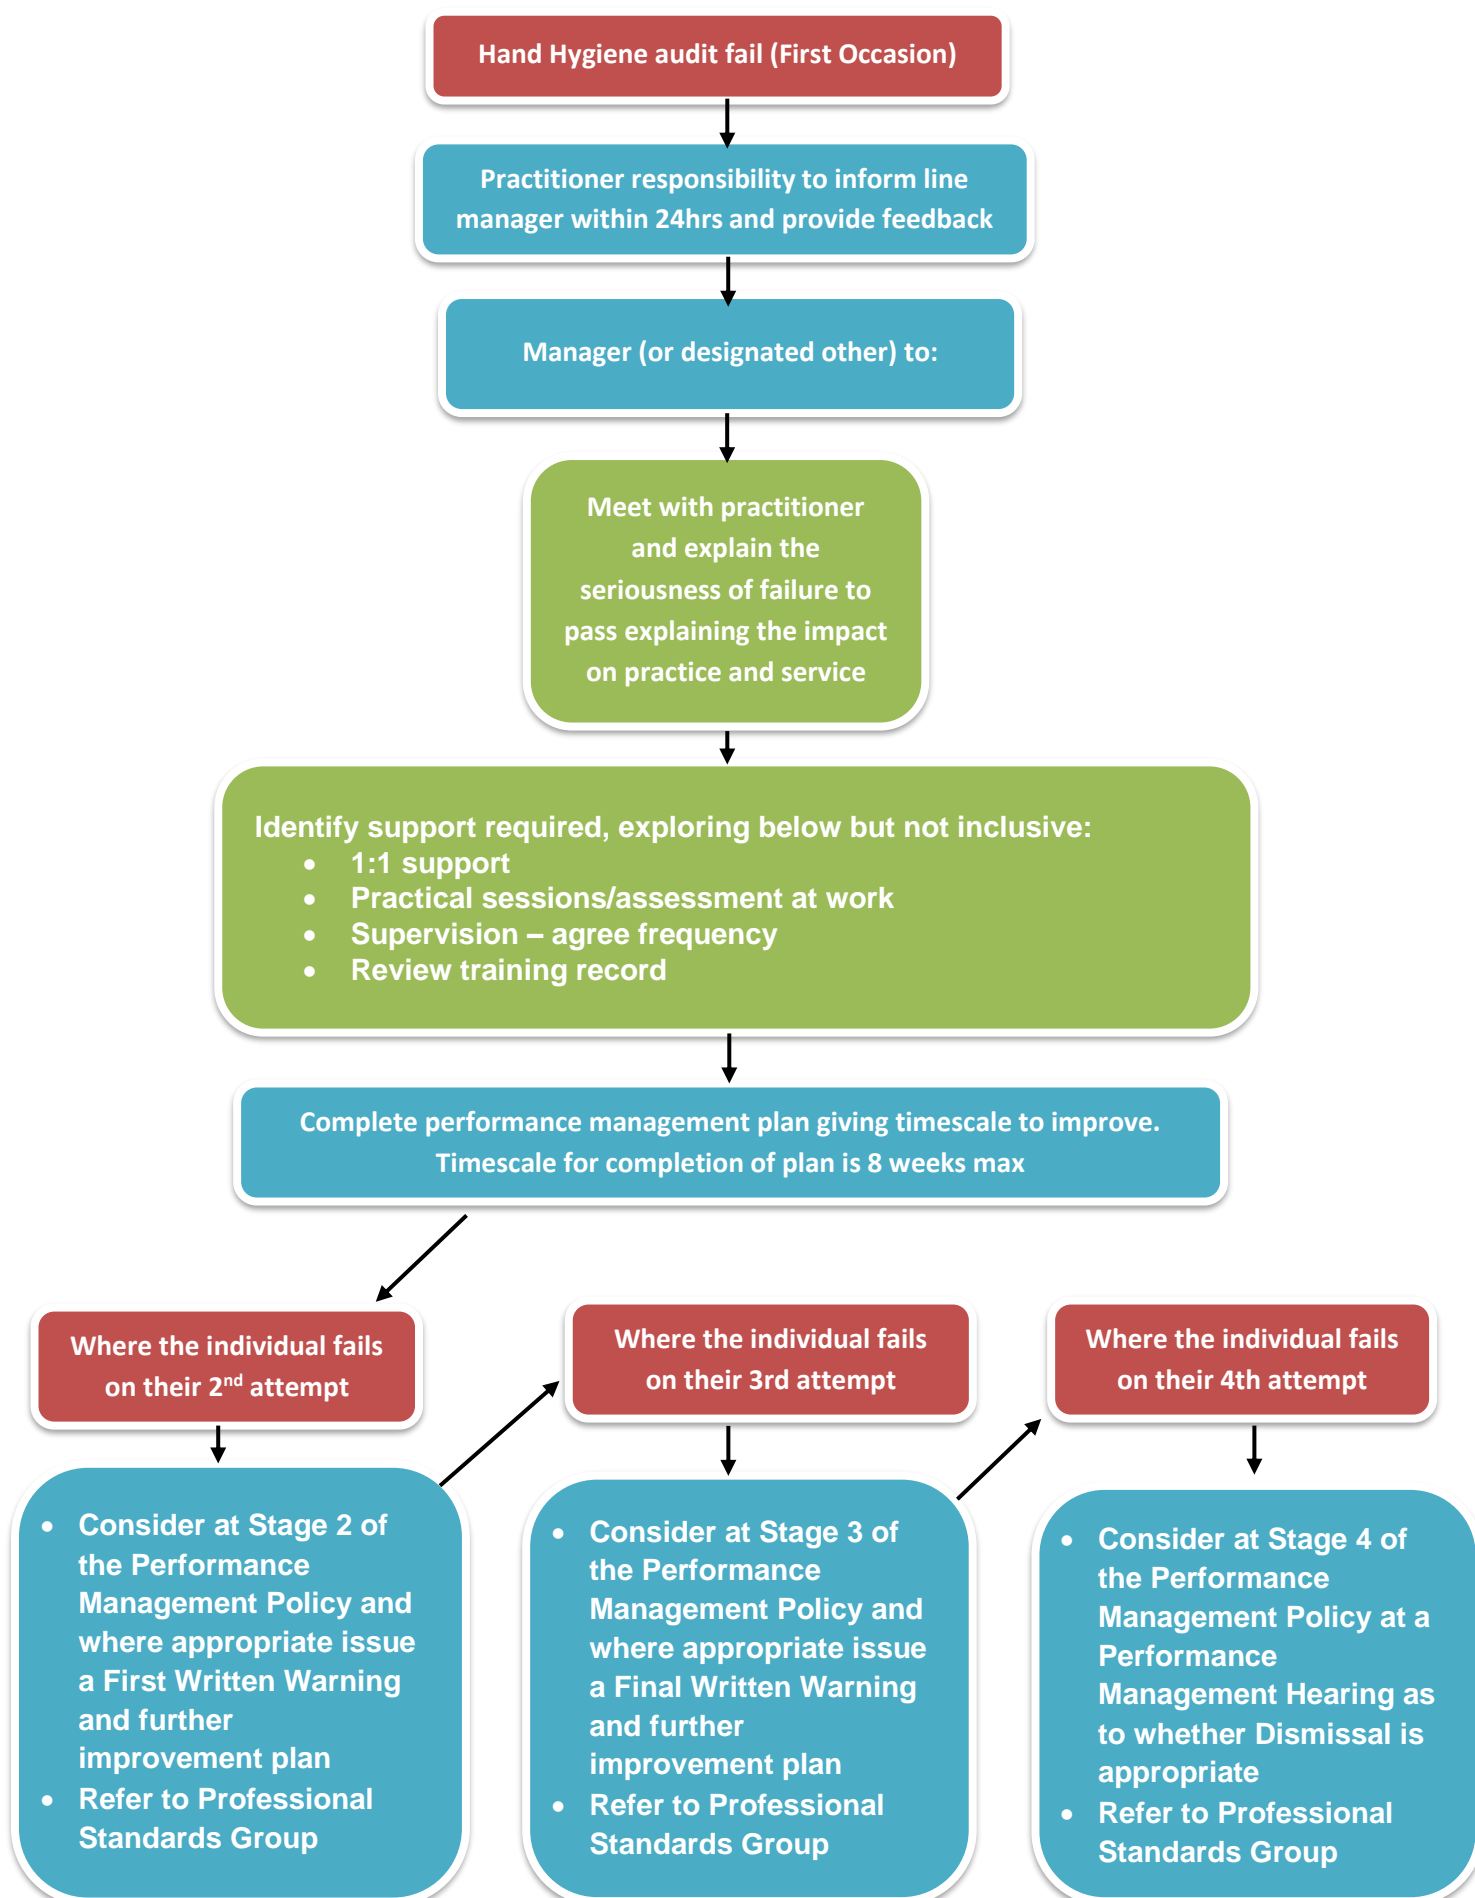 Hand Hygiene audit fail (First Occasion)
Practitioner responsibility to inform line
manager within 24hrs and provide feedback
Manager (or designated other) to:
Meet with practitioner
and explain the
seriousness of failure to
pass explaining the impact
on practice and service
Identify support required, exploring below but not inclusive:
• 1:1 support
• Practical sessions/assessment at work
• Supervision – agree frequency
• Review training record
Complete performance management plan giving timescale to improve.
Timescale for completion of plan is 8 weeks max
Where the individual fails
on their 2nd attempt
Where the individual fails
on their 3rd attempt
Where the individual fails
on their 4th attempt
• Consider at Stage 2 of
the Performance
Management Policy and
where appropriate issue
a First Written Warning
and further
improvement plan
• Refer to Professional
Standards Group
• Consider at Stage 3 of
the Performance
Management Policy and
where appropriate issue
a Final Written Warning
and further
improvement plan
• Refer to Professional
Standards Group
• Consider at Stage 4 of
the Performance
Management Policy at a
Performance
Management Hearing as
to whether Dismissal is
appropriate
• Refer to Professional
Standards Group